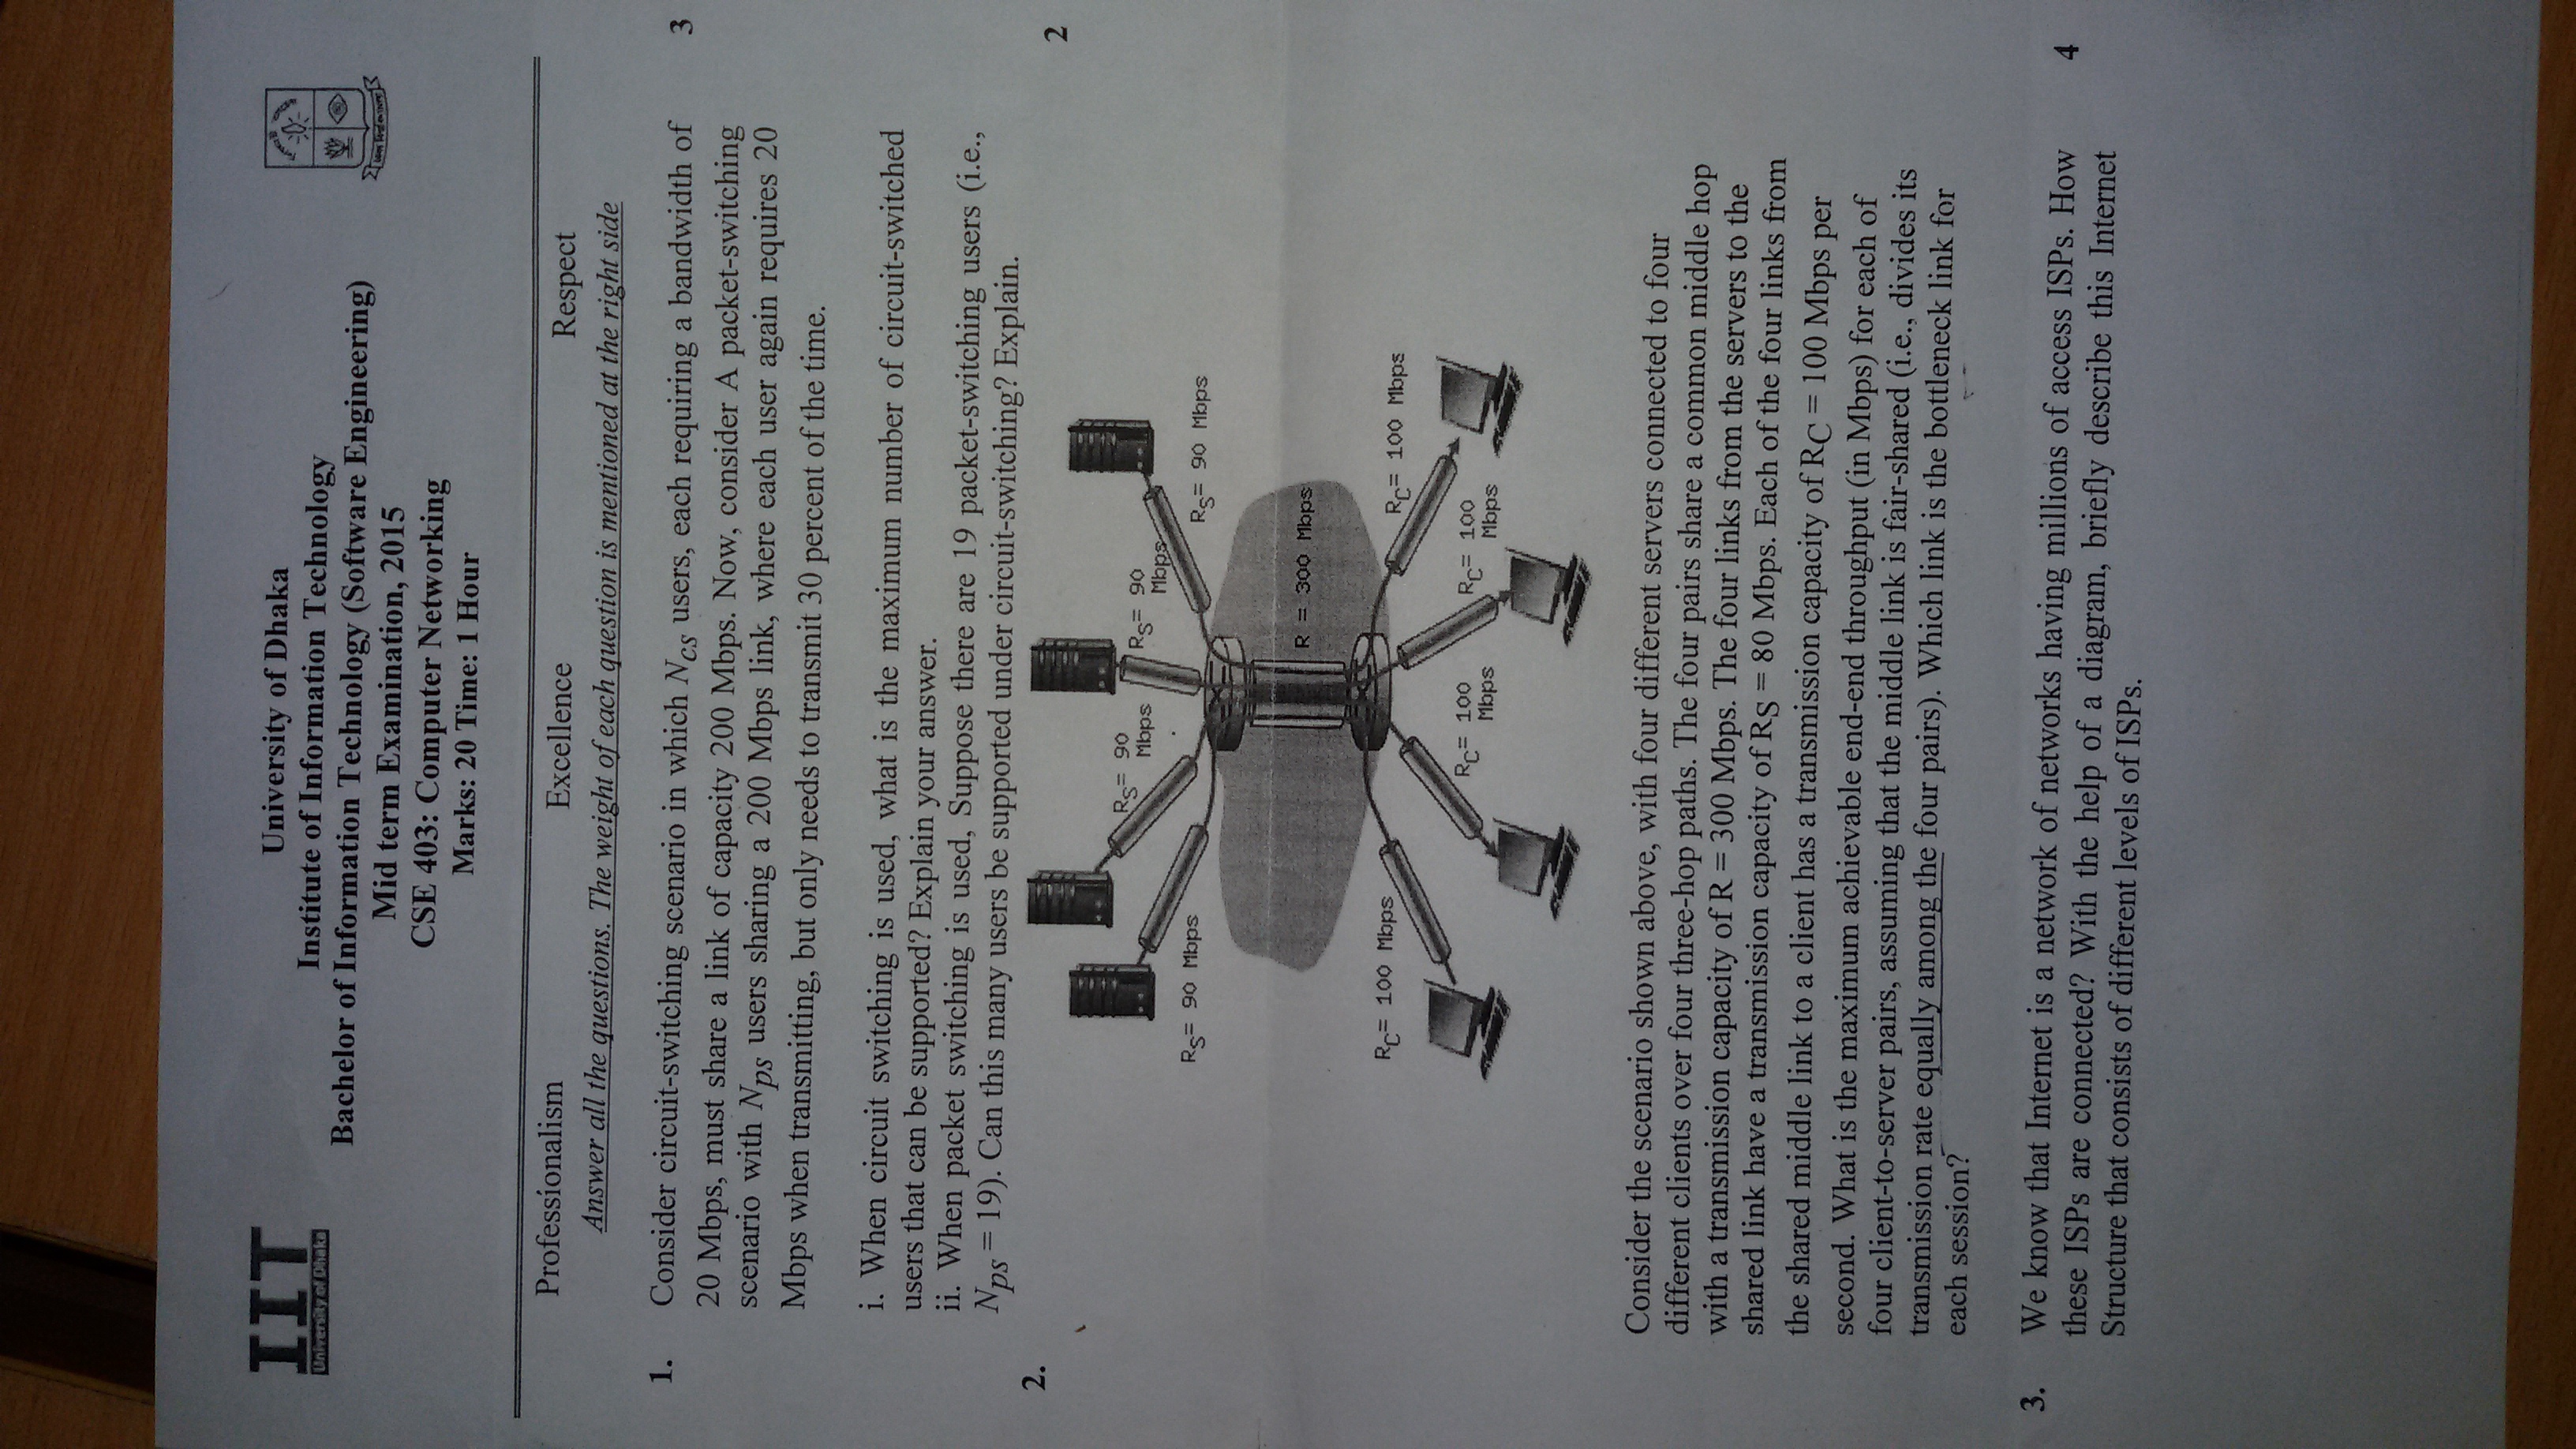 IIT
University of Dhaka
University of Dhaka
Institute of Information Technology
Bachelor of Information Technology (Software Engineering)
Mid term Examination, 2015
CSE 403: Computer Networking
Marks: 20 Time: 1 Hour
Professionalism Excellence Respect
Answer all the questions. The weight of each question is mentioned at the right side
1. Consider circuit-switching scenario in which Ncs users, each requiring a bandwidth of 3
20 Mbps, must share a link of capacity 200 Mbps. Now, consider A packet-switching
scenario with Nps users sharing a 200 Mbps link, where each user again requires 20
Mbps when transmitting, but only needs to transmit 30 percent of the time.
i. When circuit switching is used, what is the maximum number of circuit-switched
users that can be supported? Explain your answer.
ii. When packet switching is used, Suppose there are 19 packet-switching users (i.e.,
Nps = 19). Can this many users be supported under circuit-switching? Explain.
2. 2
RS= 90
Mbps
RS= 90
Mbps
RS= 90 Mbps
RS= 90 Mbps
R = 300 Mbps
RC= 100 Mbps
RC= 100 Mbps
RC= 100
Mbps
RC= 100
Mbps
Consider the scenario shown above, with four different servers connected to four
different clients over four three-hop paths. The four pairs share a common middle hop
with a transmission capacity of R = 300 Mbps. The four links from the servers to the
shared link have a transmission capacity of RS = 80 Mbps. Each of the four links from
the shared middle link to a client has a transmission capacity of RC = 100 Mbps per
second. What is the maximum achievable end-end throughput (in Mbps) for each of
four client-to-server pairs, assuming that the middle link is fair-shared (i.e., divides its
transmission rate equally among the four pairs). Which link is the bottleneck link for
each session?
3. We know that Internet is a network of networks having millions of access ISPs. How 4
these ISPs are connected? With the help of a diagram, briefly describe this Internet
Structure that consists of different levels of ISPs.